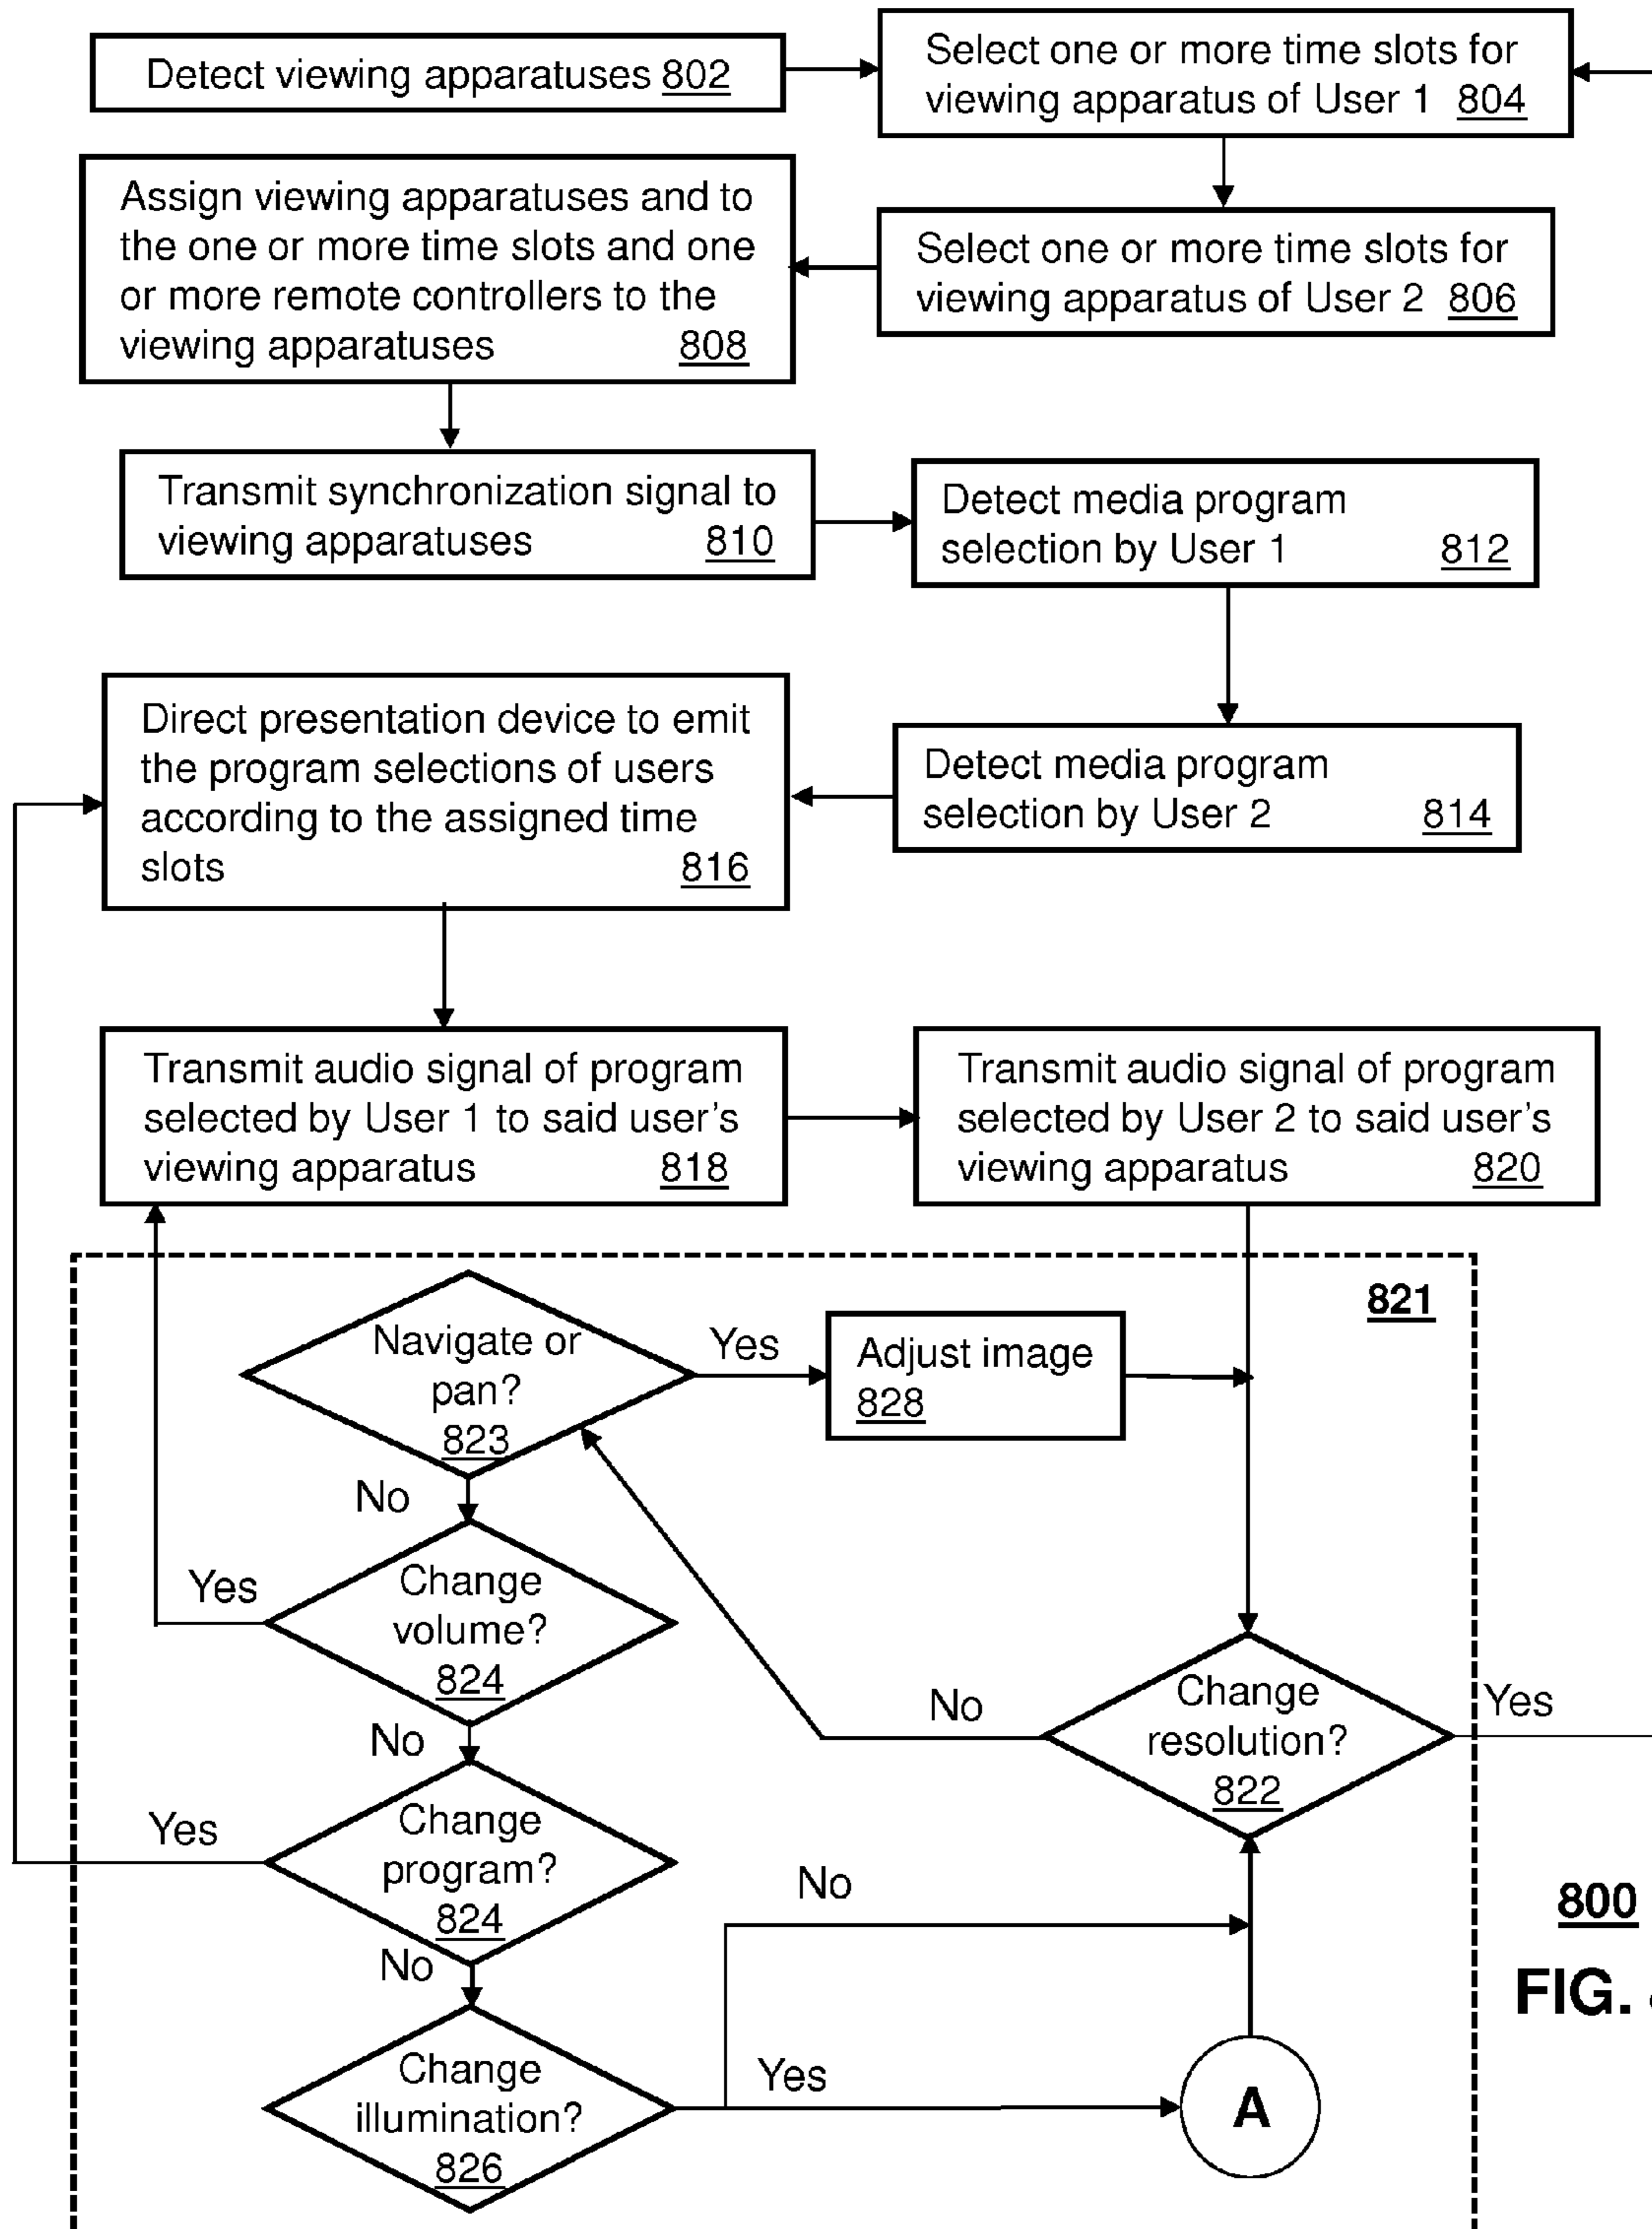 Detect viewing apparatuses 802
Select one or more time slots for
viewing apparatus of User 1 804
Select one or more time slots for
viewing apparatus of User 2 806
Assign viewing apparatuses and to
the one or more time slots and one
or more remote controllers to the
viewing apparatuses 808
Transmit synchronization signal to
viewing apparatuses 810
Detect media program
selection by User 1 812
Detect media program
selection by User 2 814
Direct presentation device to emit
the program selections of users
according to the assigned time
slots 816
Transmit audio signal of program
selected by User 1 to said user's
viewing apparatus 818
Transmit audio signal of program
selected by User 2 to said user's
viewing apparatus 820
821
Navigate or
pan?
823
Yes
Adjust image
828
No
Change
volume?
824
Yes
No
Change
resolution?
822
No
Yes
Change
program?
824
Yes
No
Change
illumination?
826
No
Yes
A
800
FIG.